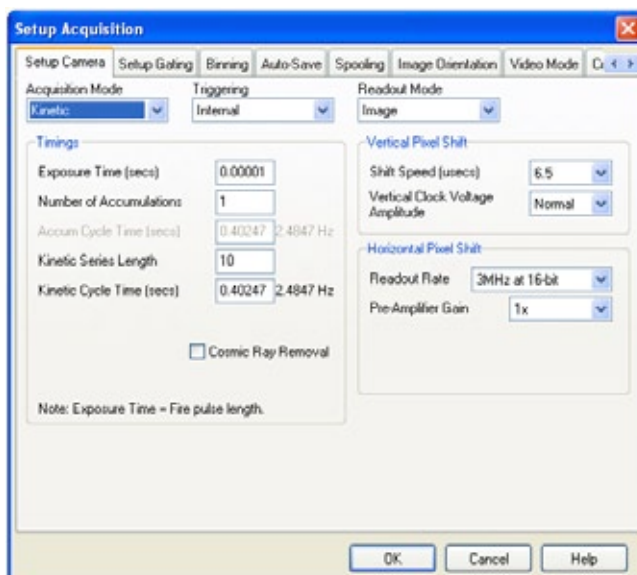 Setup Acquisition
Setup Camera Setup Gating Binning Auto-Save Spooling Image Orientation Video Mode
Acquisition Mode Triggering Readout Mode
Kinetic Internal Image
Timings
Exposure Time (secs) 0.00001
Number of Accumulations 1
Accum Cycle Time (secs) 0.40247 2.4847 Hz
Kinetic Series Length 10
Kinetic Cycle Time (secs) 0.40247 2.4847 Hz
Cosmic Ray Removal
Note: Exposure Time = Fire pulse length.
Vertical Pixel Shift
Shift Speed (usecs) 6.5
Vertical Clock Voltage
Amplitude Normal
Horizontal Pixel Shift
Readout Rate 3MHz at 16-bit
Pre-Amplifier Gain 1x
OK Cancel Help